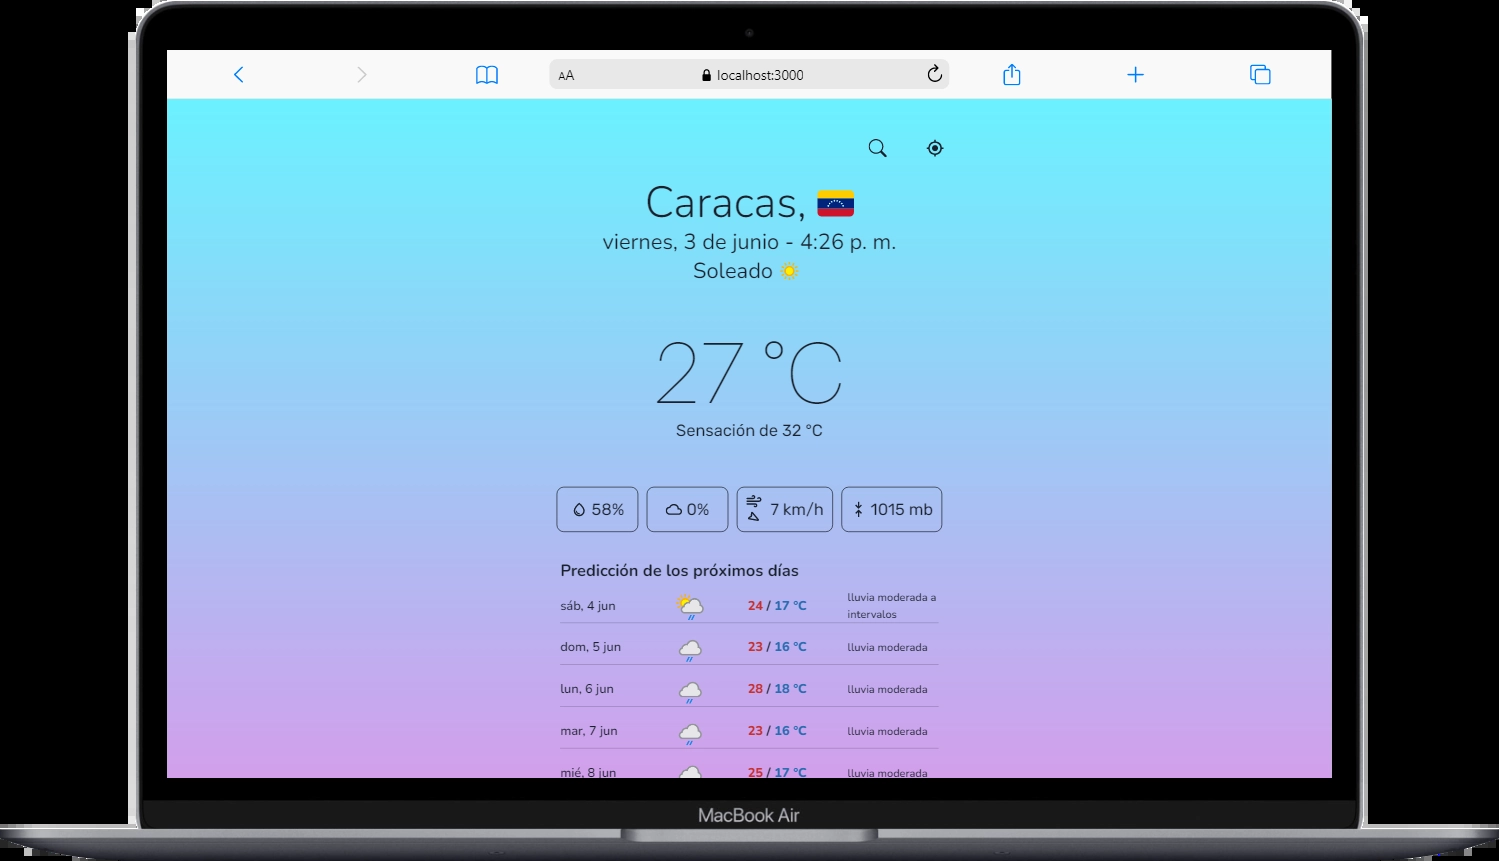 AA localhost:3000
Caracas,
viernes, 3 de junio - 4:26 p. m.
Soleado
27 °C
Sensación de 32 °C
58% 0% 7 km/h 1015 mb
Predicción de los próximos días
sáb, 4 jun 24 / 17 °C lluvia moderada a
intervalos
dom, 5 jun 23 / 16 °C lluvia moderada
lun, 6 jun 28 / 18 °C lluvia moderada
mar, 7 jun 23 / 16 °C lluvia moderada
mié, 8 jun 25 / 17 °C lluvia moderada
MacBook Air